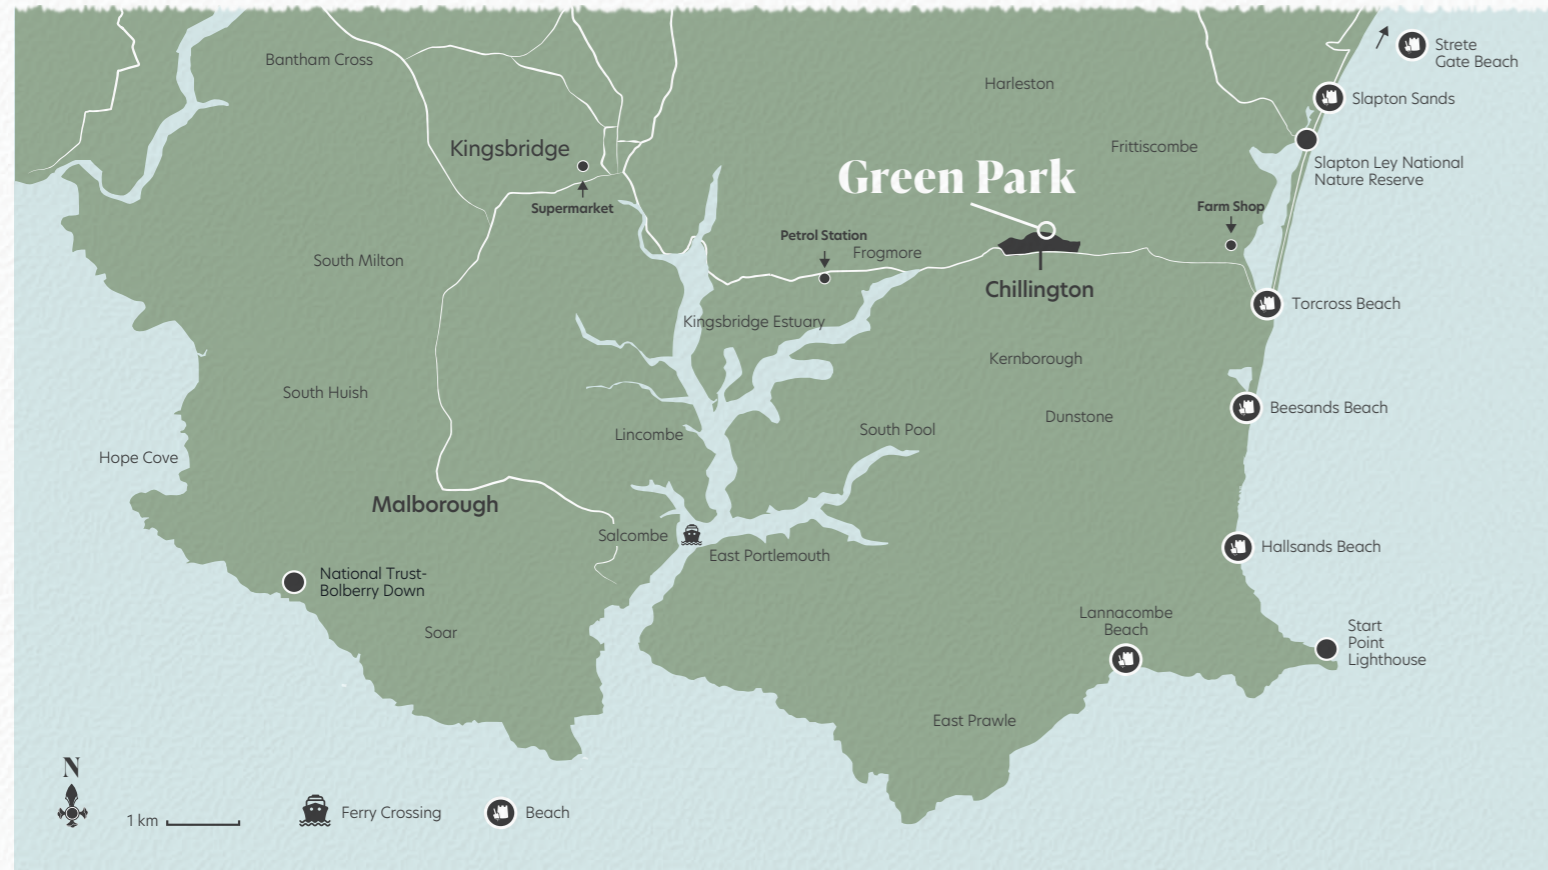 Strete
Gate Beach
Bantham Cross
Harleston
Slapton Sands
Kingsbridge
Frittiscombe
Slapton Ley National
Nature Reserve
Green Park
Supermarket
Farm Shop
Petrol Station
Frogmore
South Milton
Chillington
Torcross Beach
Kingsbridge Estuary
Kernborough
South Huish
Beesands Beach
Dunstone
Lincombe
South Pool
Hope Cove
Malborough
Salcombe
East Portlemouth
Hallsands Beach
National Trust-
Bolberry Down
Lannacombe
Beach
Soar
Start
Point
Lighthouse
East Prawle
N
1 km
Ferry Crossing
Beach